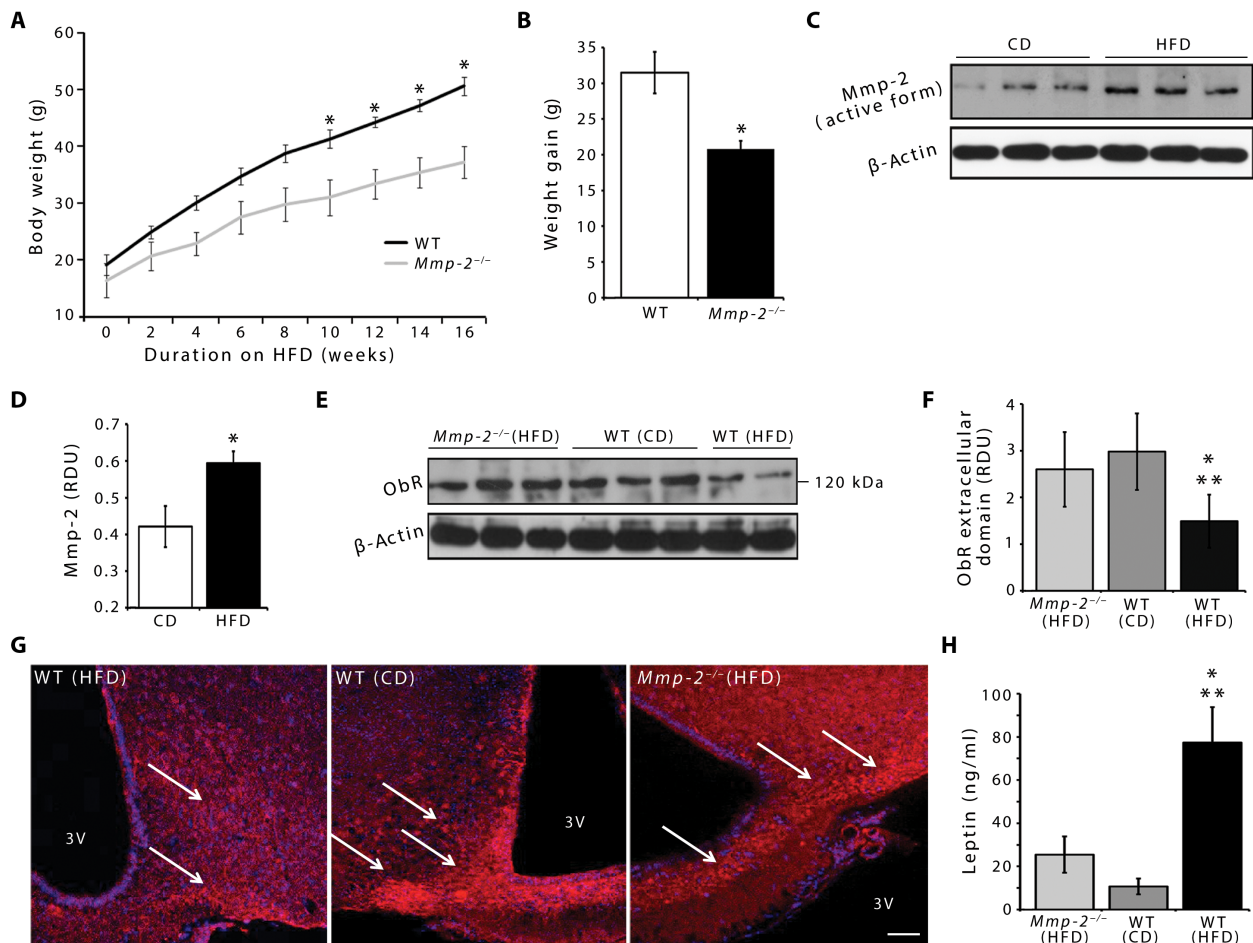 A
60
50
40
30
20
10
Body weight (g)
*
*
*
*
WT
Mmp-2⁻/⁻
0 2 4 6 8 10 12 14 16
Duration on HFD (weeks)
B
35
30
25
20
15
10
5
0
Weight gain (g)
*
WT Mmp-2⁻/⁻
C
CD HFD
Mmp-2
(active form)
β-Actin
D
0.7
0.6
0.5
0.4
0.3
0.2
Mmp-2 (RDU)
*
CD HFD
E
Mmp-2⁻/⁻(HFD) WT (CD) WT (HFD)
ObR
120 kDa
β-Actin
F
4
3
2
1
0
ObR extracellular
domain (RDU)
*
**
Mmp-2⁻/⁻
(HFD)
WT
(CD)
WT
(HFD)
G
WT (HFD)
3V
WT (CD)
3V
Mmp-2⁻/⁻(HFD)
3V
H
100
80
60
40
20
0
Leptin (ng/ml)
*
**
Mmp-2⁻/⁻
(HFD)
WT
(CD)
WT
(HFD)